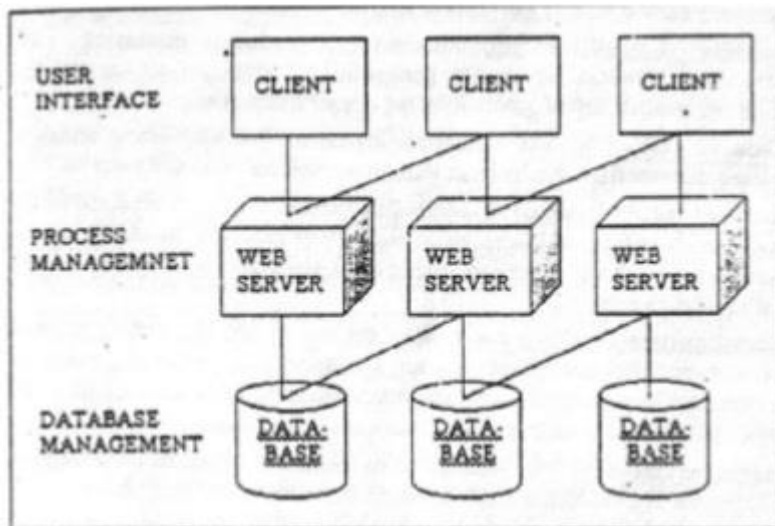 USER
INTERFACE
CLIENT
CLIENT
CLIENT
PROCESS
MANAGEMNET
WEB
SERVER
WEB
SERVER
WEB
SERVER
DATABASE
MANAGEMENT
DATA-
BASE
DATA-
BASE
DATA-
BASE